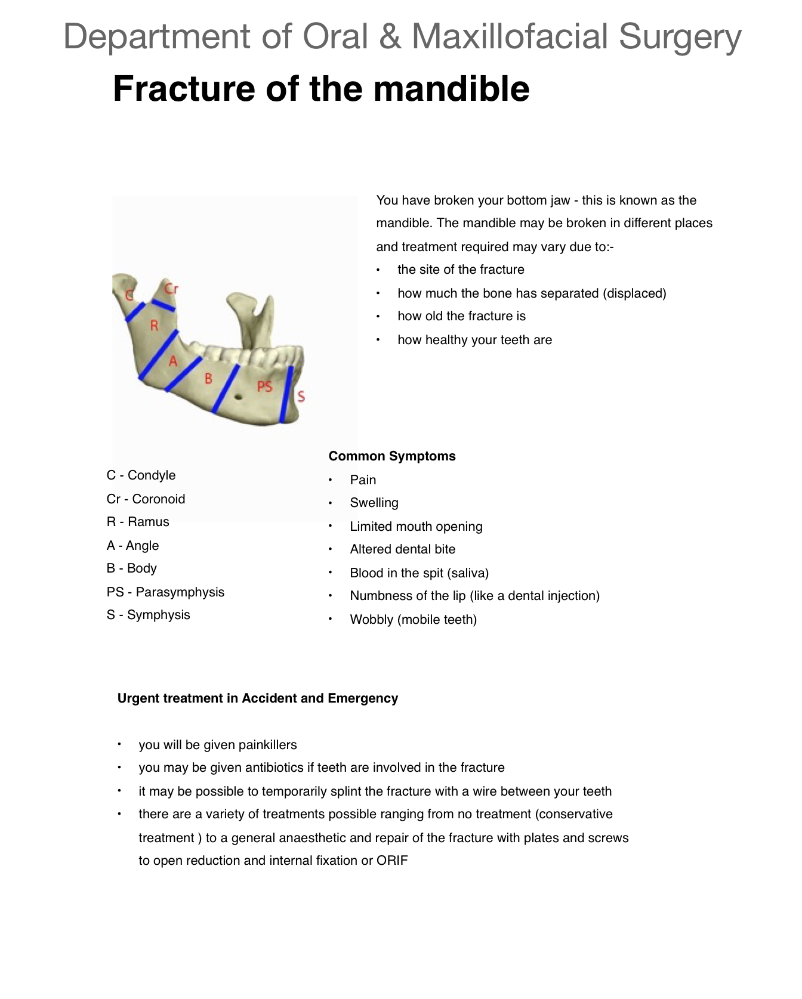 Department of Oral & Maxillofacial Surgery
Fracture of the mandible
You have broken your bottom jaw - this is known as the
mandible. The mandible may be broken in different places
and treatment required may vary due to:-
• the site of the fracture
• how much the bone has separated (displaced)
• how old the fracture is
• how healthy your teeth are
C
Cr
R
A
B
PS
S
C - Condyle
Cr - Coronoid
R - Ramus
A - Angle
B - Body
PS - Parasymphysis
S - Symphysis
Common Symptoms
• Pain
• Swelling
• Limited mouth opening
• Altered dental bite
• Blood in the spit (saliva)
• Numbness of the lip (like a dental injection)
• Wobbly (mobile teeth)
Urgent treatment in Accident and Emergency
• you will be given painkillers
• you may be given antibiotics if teeth are involved in the fracture
• it may be possible to temporarily splint the fracture with a wire between your teeth
• there are a variety of treatments possible ranging from no treatment (conservative
treatment ) to a general anaesthetic and repair of the fracture with plates and screws
to open reduction and internal fixation or ORIF